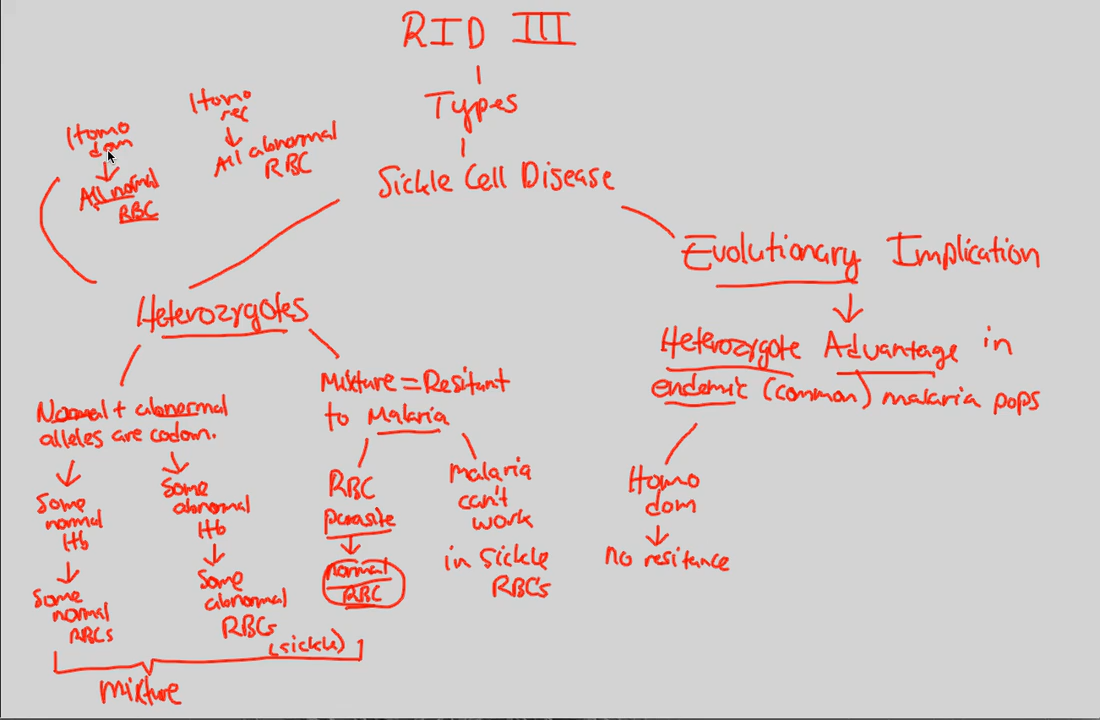 RID III
Types
Sickle Cell Disease
Homo
dom
All normal
RBC
Homo
rec
All abnormal
RBC
Heterozygotes
Normal + abnormal
alleles are codom.
Some
normal
Hb
Some
normal
RBCs
Some
abnormal
Hb
Some
abnormal
RBCs
(sickle)
mixture
Mixture = Resitant
to Malaria
RBC
parasite
normal
RBC
malaria
can't
work
in sickle
RBC's
Evolutionary Implication
Heterozygote Advantage in
endemic (common) malaria pops
Homo
dom
No resitance